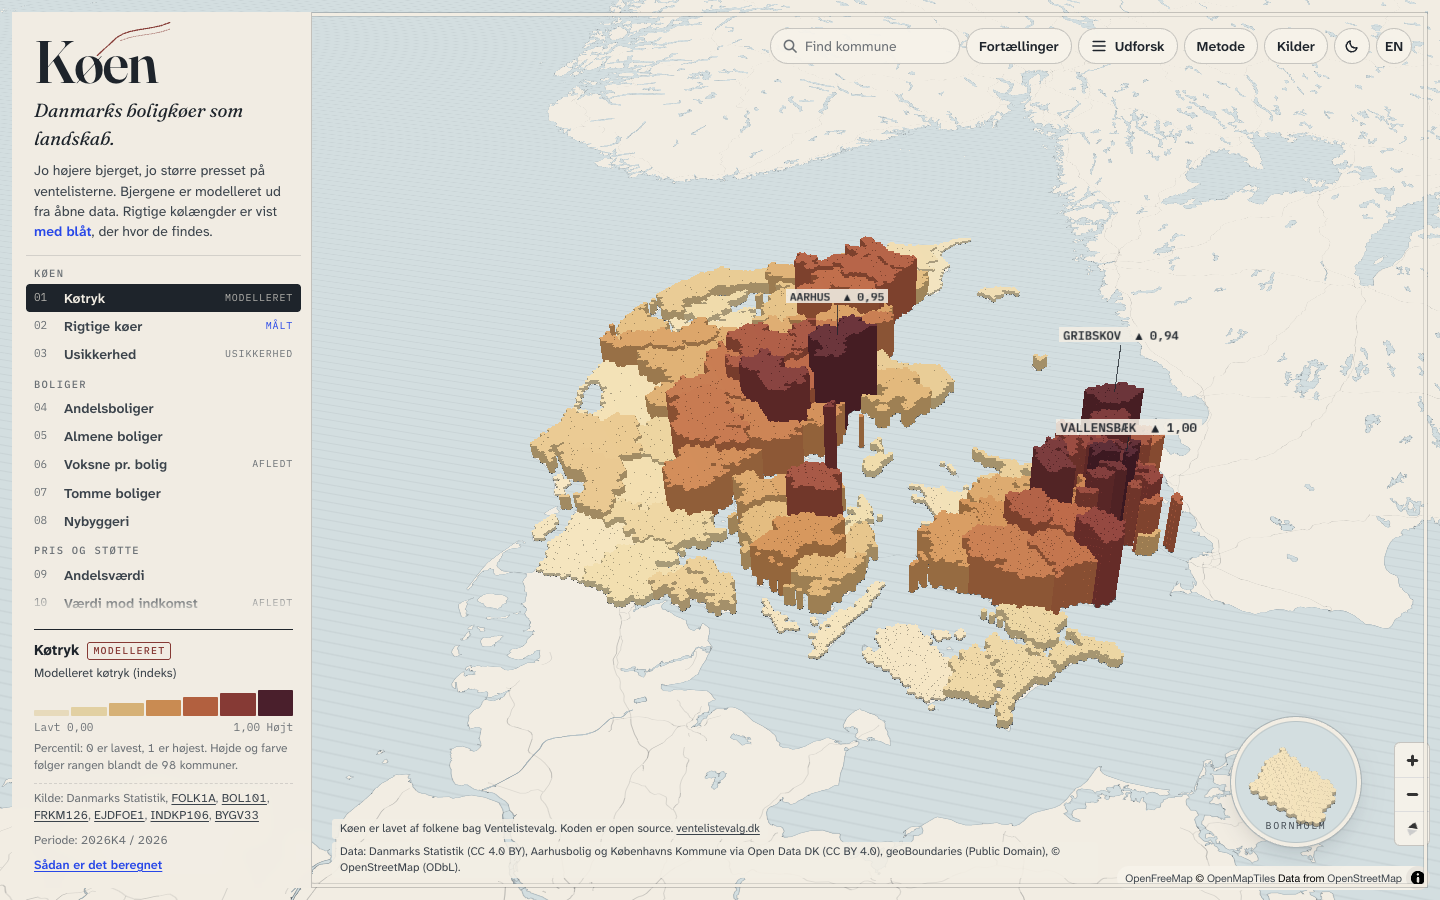 Køen
Danmarks boligkøer som
landskab.
Jo højere bjerget, jo større presset på
ventelisterne. Bjergene er modelleret ud
fra åbne data. Rigtige kølængder er vist
med blåt, der hvor de findes.
KØEN
01 Køtryk MODELLERET
02 Rigtige køer MÅLT
03 Usikkerhed USIKKERHED
BOLIGER
04 Andelsboliger
05 Almene boliger
06 Voksne pr. bolig AFLEDT
07 Tomme boliger
08 Nybyggeri
PRIS OG STØTTE
09 Andelsværdi
10 Værdi mod indkomst AFLEDT
Køtryk MODELLERET
Modelleret køtryk (indeks)
Lavt 0,00 1,00 Højt
Percentil: 0 er lavest, 1 er højest. Højde og farve
følger rangen blandt de 98 kommuner.
Kilde: Danmarks Statistik, FOLK1A, BOL101,
FRKM126, EJDFOE1, INDKP106, BYGV33
Periode: 2026K4 / 2026
Sådan er det beregnet
Find kommune
Fortællinger
Udforsk
Metode
Kilder
EN
AARHUS ▲ 0,95
GRIBSKOV ▲ 0,94
VALLENSBÆK ▲ 1,00
BORNHOLM
Køen er lavet af folkene bag Ventelistevalg. Koden er open source. ventelistevalg.dk
Data: Danmarks Statistik (CC 4.0 BY), Aarhusbolig og Københavns Kommune via Open Data DK (CC BY 4.0), geoBoundaries (Public Domain), ©
OpenStreetMap (ODbL).
OpenFreeMap © OpenMapTiles Data from OpenStreetMap